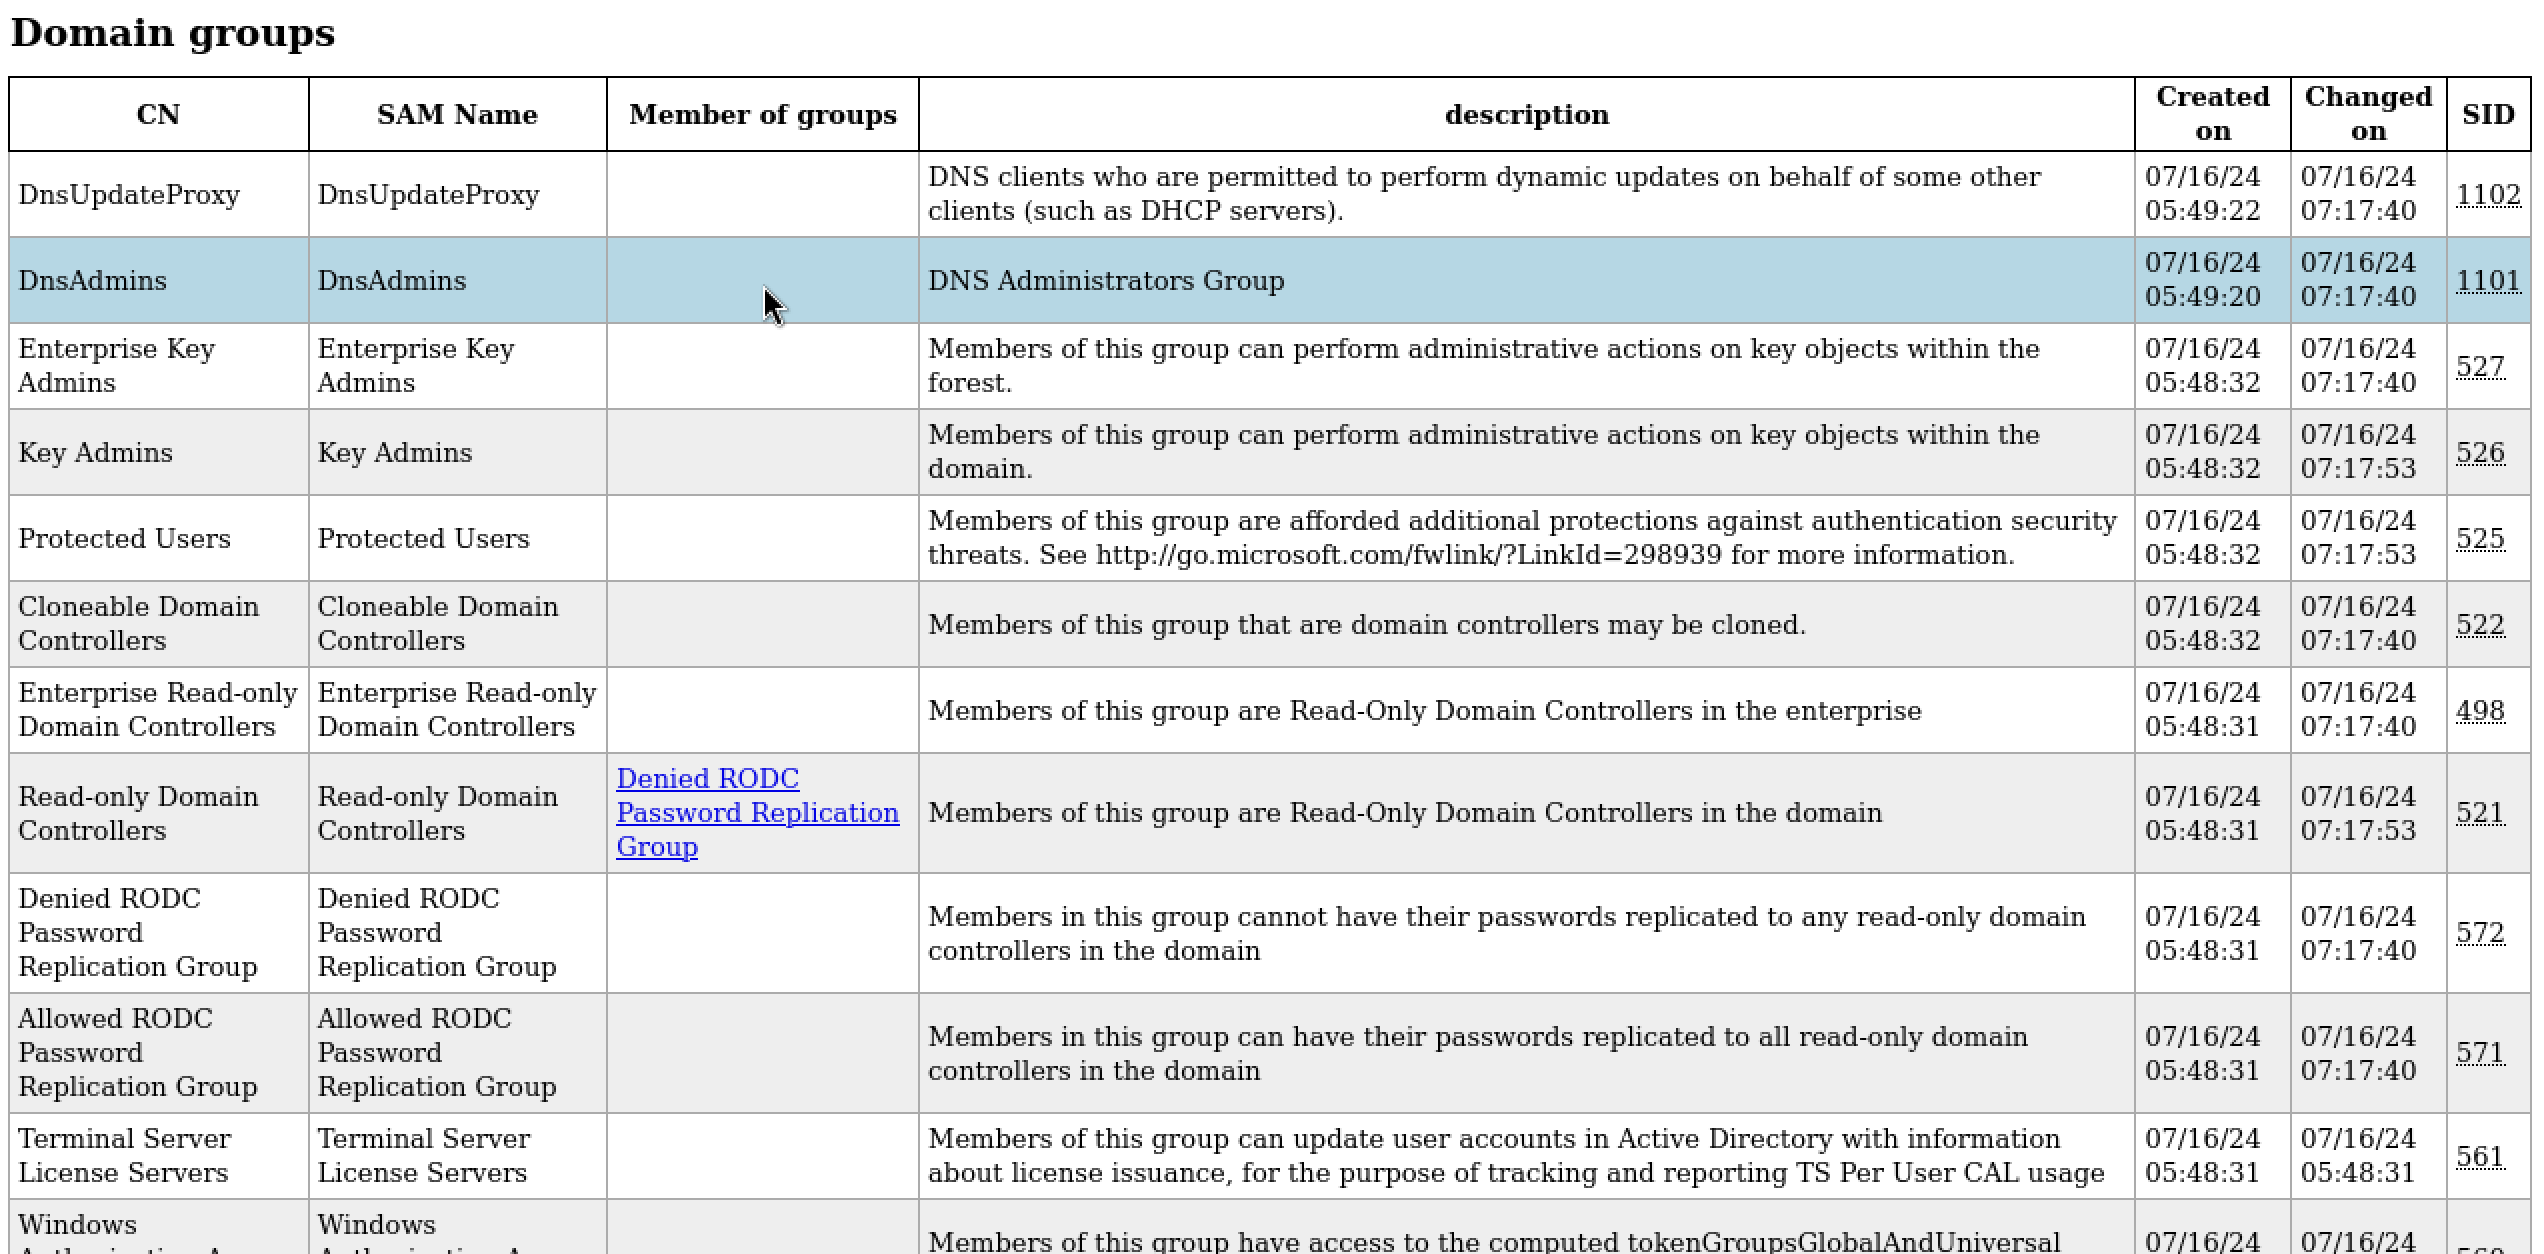 Domain groups
CN SAM Name Member of groups description Created on Changed on SID
DnsUpdateProxy DnsUpdateProxy DNS clients who are permitted to perform dynamic updates on behalf of some other 07/16/24 07/16/24 1102
clients (such as DHCP servers). 05:49:22 07:17:40
DnsAdmins DnsAdmins DNS Administrators Group 07/16/24 07/16/24 1101
05:49:20 07:17:40
Enterprise Key Enterprise Key Members of this group can perform administrative actions on key objects within the 07/16/24 07/16/24 527
Admins Admins forest. 05:48:32 07:17:40
Key Admins Key Admins Members of this group can perform administrative actions on key objects within the 07/16/24 07/16/24 526
domain. 05:48:32 07:17:53
Protected Users Protected Users Members of this group are afforded additional protections against authentication security 07/16/24 07/16/24 525
threats. See http://go.microsoft.com/fwlink/?LinkId=298939 for more information. 05:48:32 07:17:53
Cloneable Domain Cloneable Domain Members of this group that are domain controllers may be cloned. 07/16/24 07/16/24 522
Controllers Controllers 05:48:32 07:17:40
Enterprise Read-only Enterprise Read-only Members of this group are Read-Only Domain Controllers in the enterprise 07/16/24 07/16/24 498
Domain Controllers Domain Controllers 05:48:31 07:17:40
Read-only Domain Read-only Domain Denied RODC Members of this group are Read-Only Domain Controllers in the domain 07/16/24 07/16/24 521
Controllers Controllers Password Replication 05:48:31 07:17:53
Group
Denied RODC Denied RODC Members in this group cannot have their passwords replicated to any read-only domain 07/16/24 07/16/24 572
Password Password controllers in the domain 05:48:31 07:17:40
Replication Group Replication Group
Allowed RODC Allowed RODC Members in this group can have their passwords replicated to all read-only domain 07/16/24 07/16/24 571
Password Password controllers in the domain 05:48:31 07:17:40
Replication Group Replication Group
Terminal Server Terminal Server Members of this group can update user accounts in Active Directory with information 07/16/24 07/16/24 561
License Servers License Servers about license issuance, for the purpose of tracking and reporting TS Per User CAL usage 05:48:31 05:48:31
Windows Windows Members of this group have access to the computed tokenGroupsGlobalAndUniversal 07/16/24 07/16/24